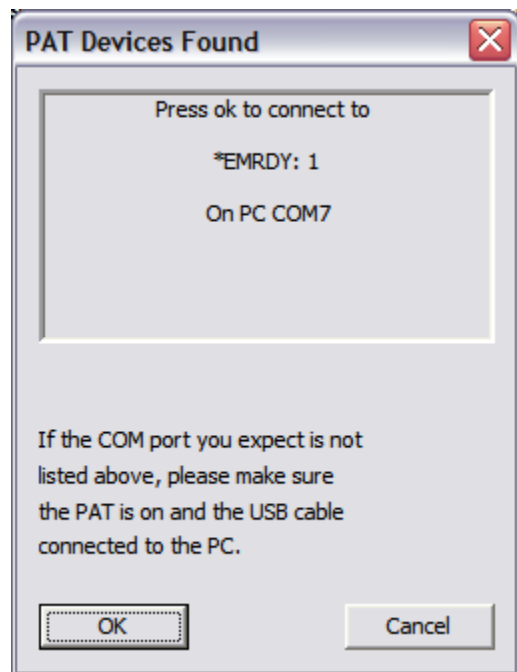 PAT Devices Found
Press ok to connect to
*EMRDY: 1
On PC COM7
If the COM port you expect is not
listed above, please make sure
the PAT is on and the USB cable
connected to the PC.
OK
Cancel